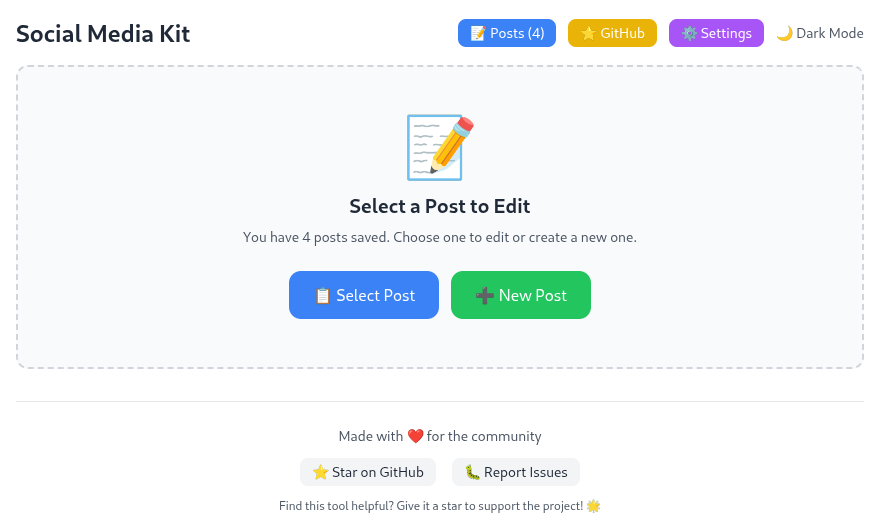 Social Media Kit
📝 Posts (4)
⭐ GitHub
⚙️ Settings
🌙 Dark Mode
Select a Post to Edit
You have 4 posts saved. Choose one to edit or create a new one.
📋 Select Post
➕ New Post
Made with ❤️ for the community
⭐ Star on GitHub
🐛 Report Issues
Find this tool helpful? Give it a star to support the project! 🌟